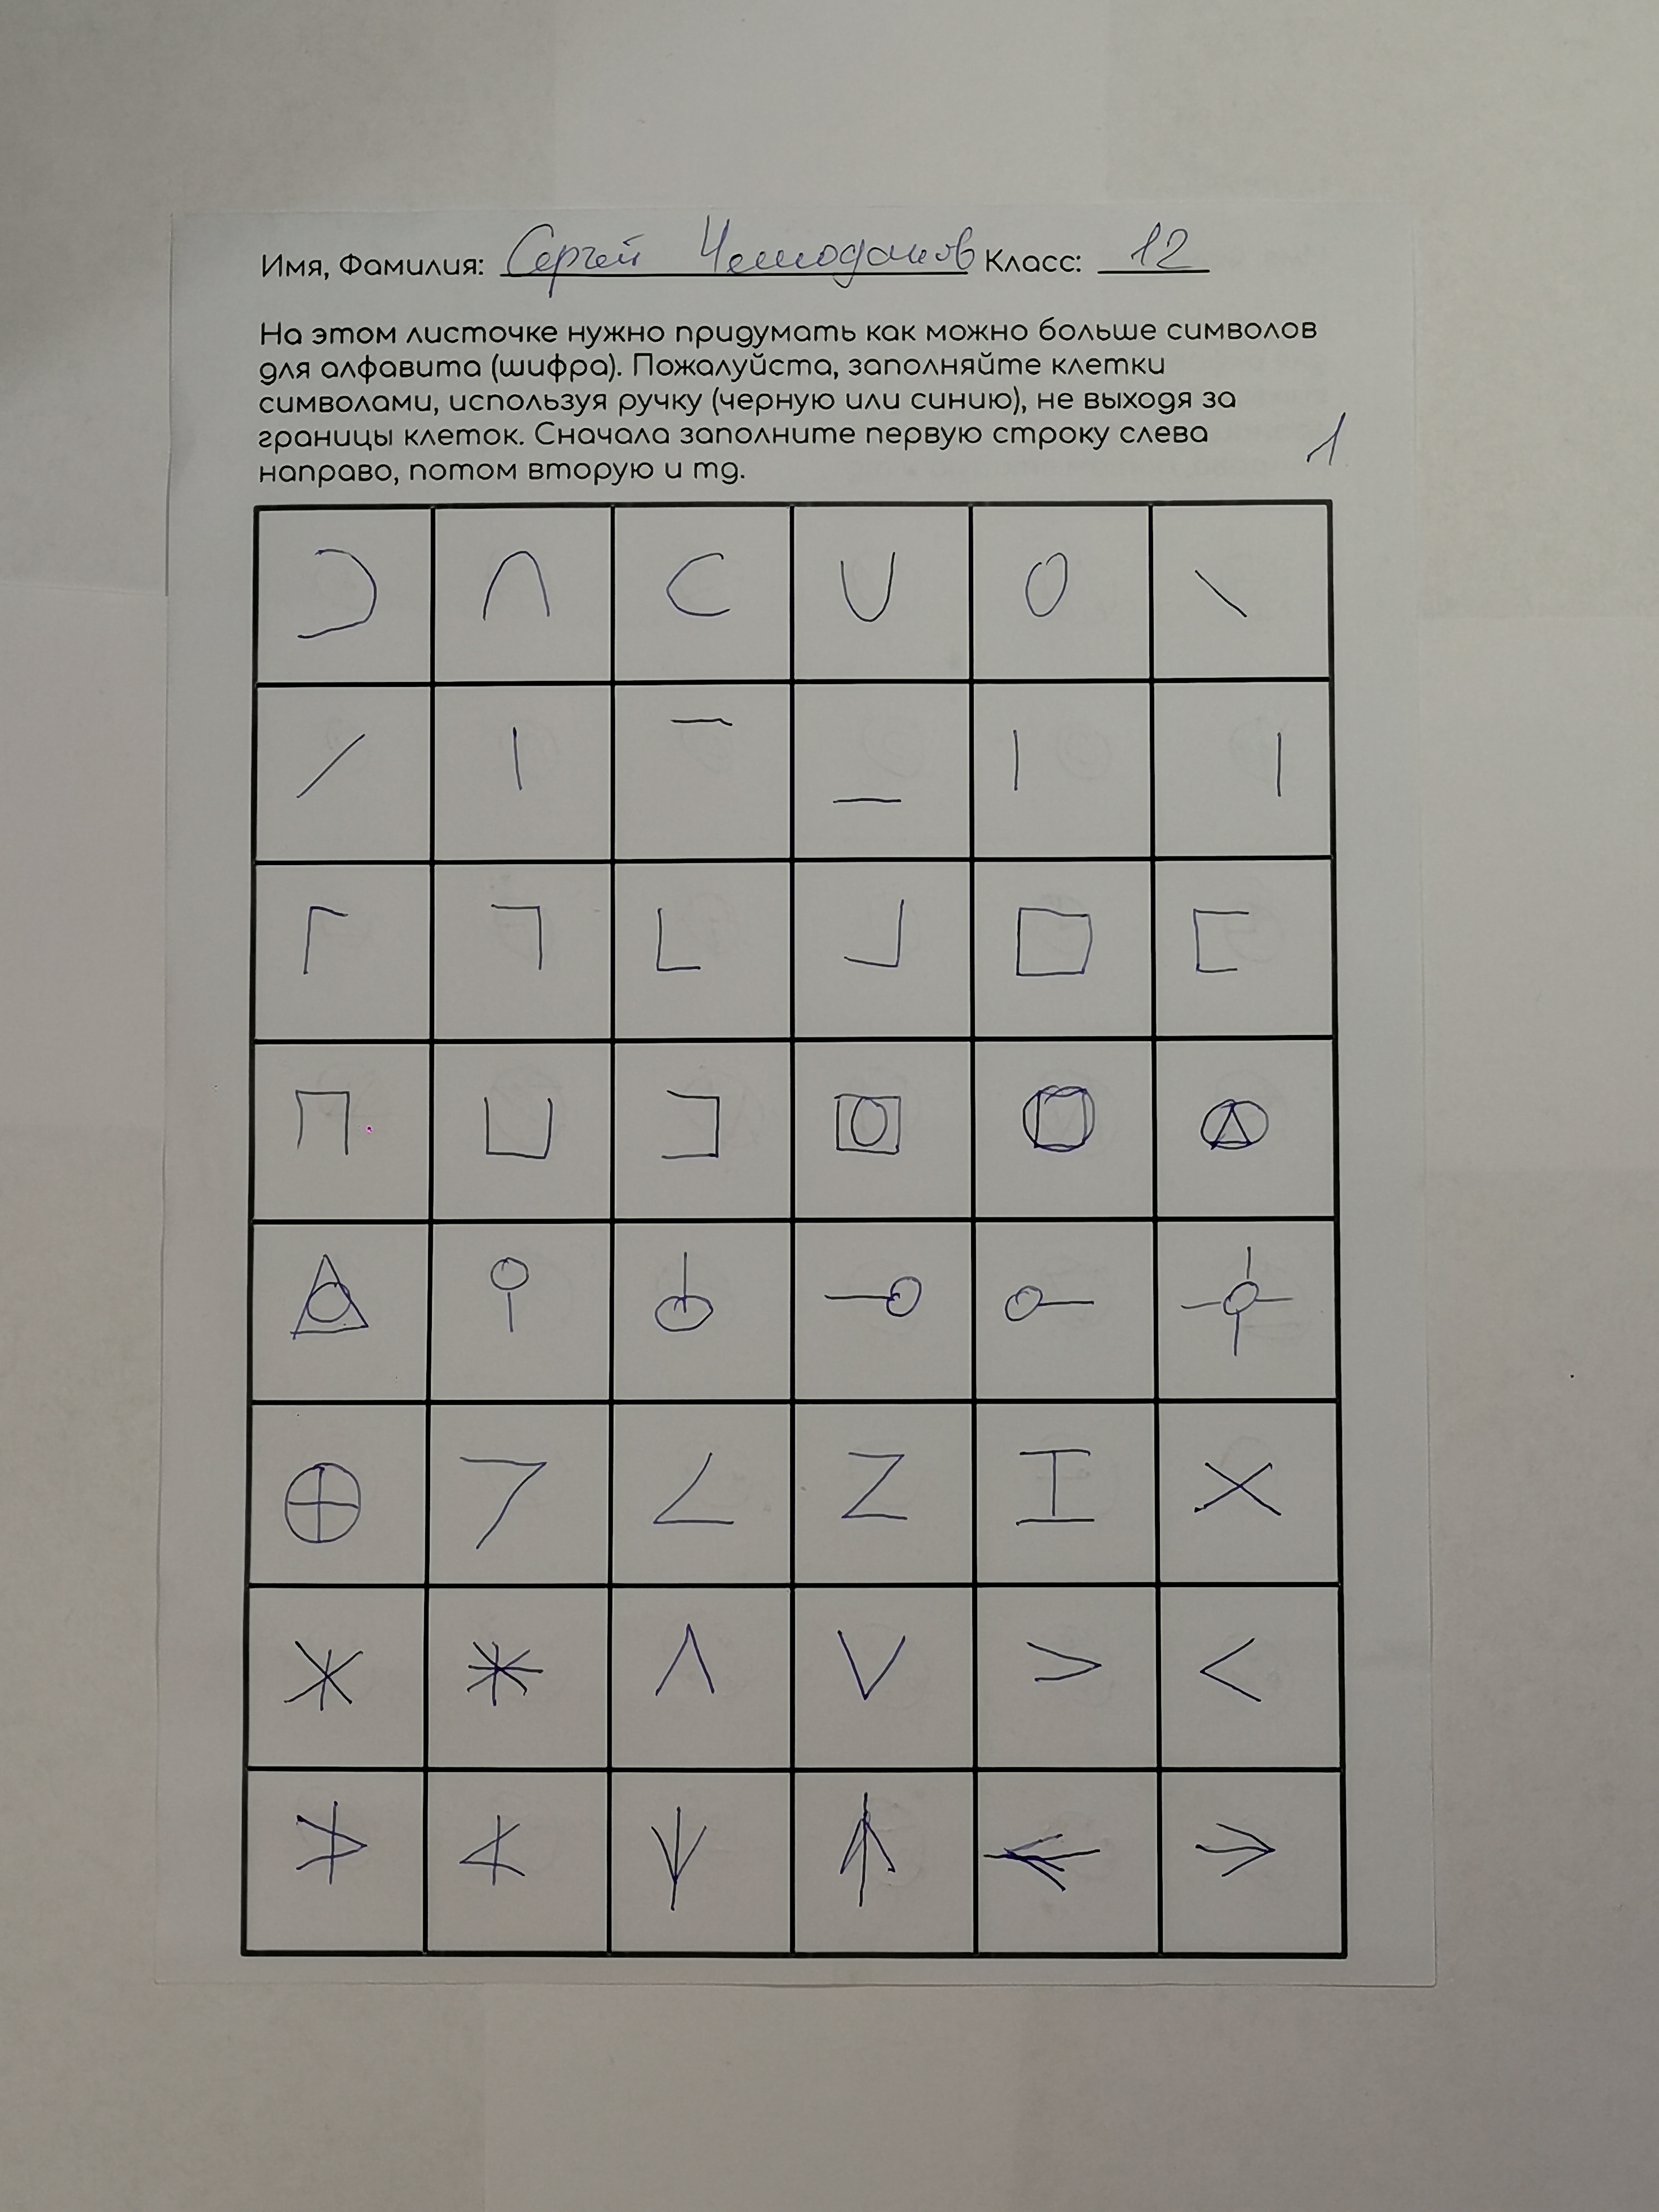 Имя, Фамилия: Сергей Чемоданов Класс: 12
На этом листочке нужно придумать как можно больше символов
для алфавита (шифра). Пожалуйста, заполняйте клетки
символами, используя ручку (черную или синию), не выходя за
границы клеток. Сначала заполните первую строку слева
направо, потом вторую и тд.
1